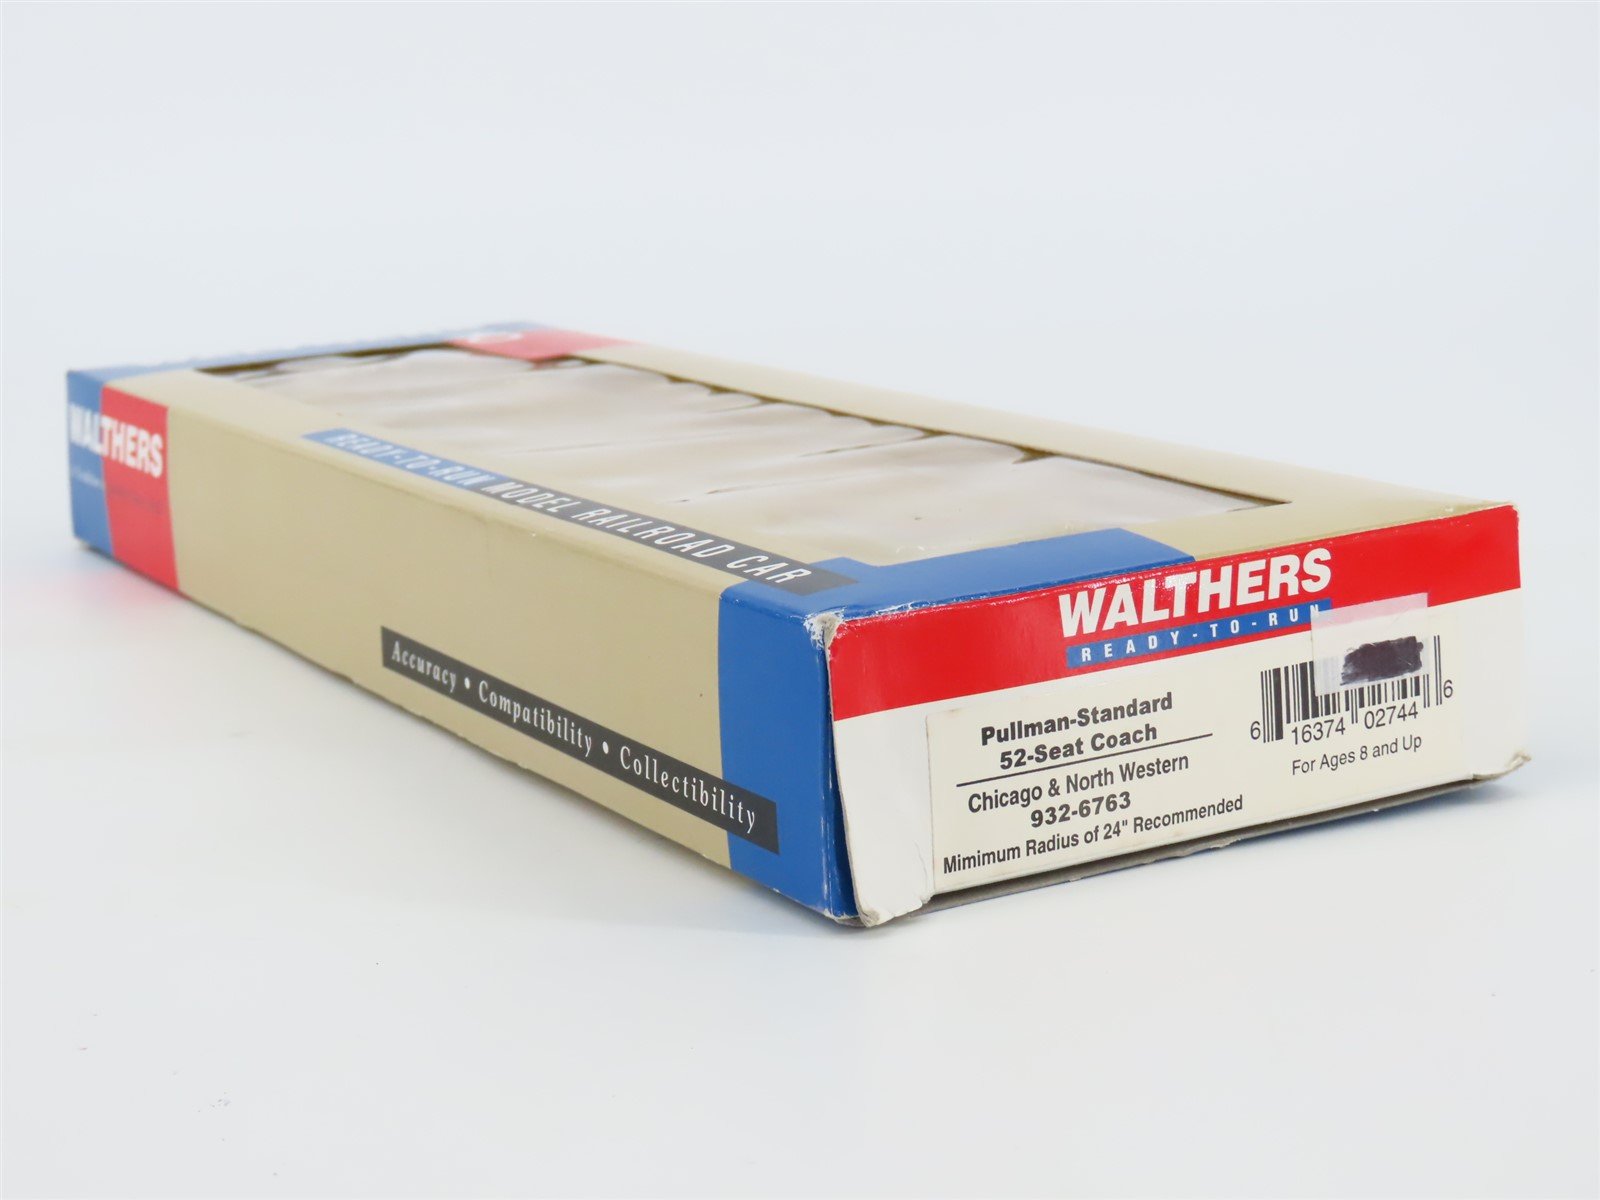 WALTHERS
READY-TO-RUN MODEL RAILROAD CAR
Accuracy • Compatibility • Collectibility
WALTHERS
READY-TO-RUN
Pullman-Standard
52-Seat Coach
Chicago & North Western
932-6763
Mimimum Radius of 24" Recommended
6 16374 02744 6
For Ages 8 and Up